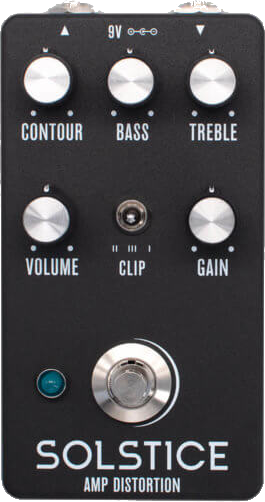 9V
CONTOUR BASS TREBLE
VOLUME CLIP GAIN
SOLSTICE
AMP DISTORTION